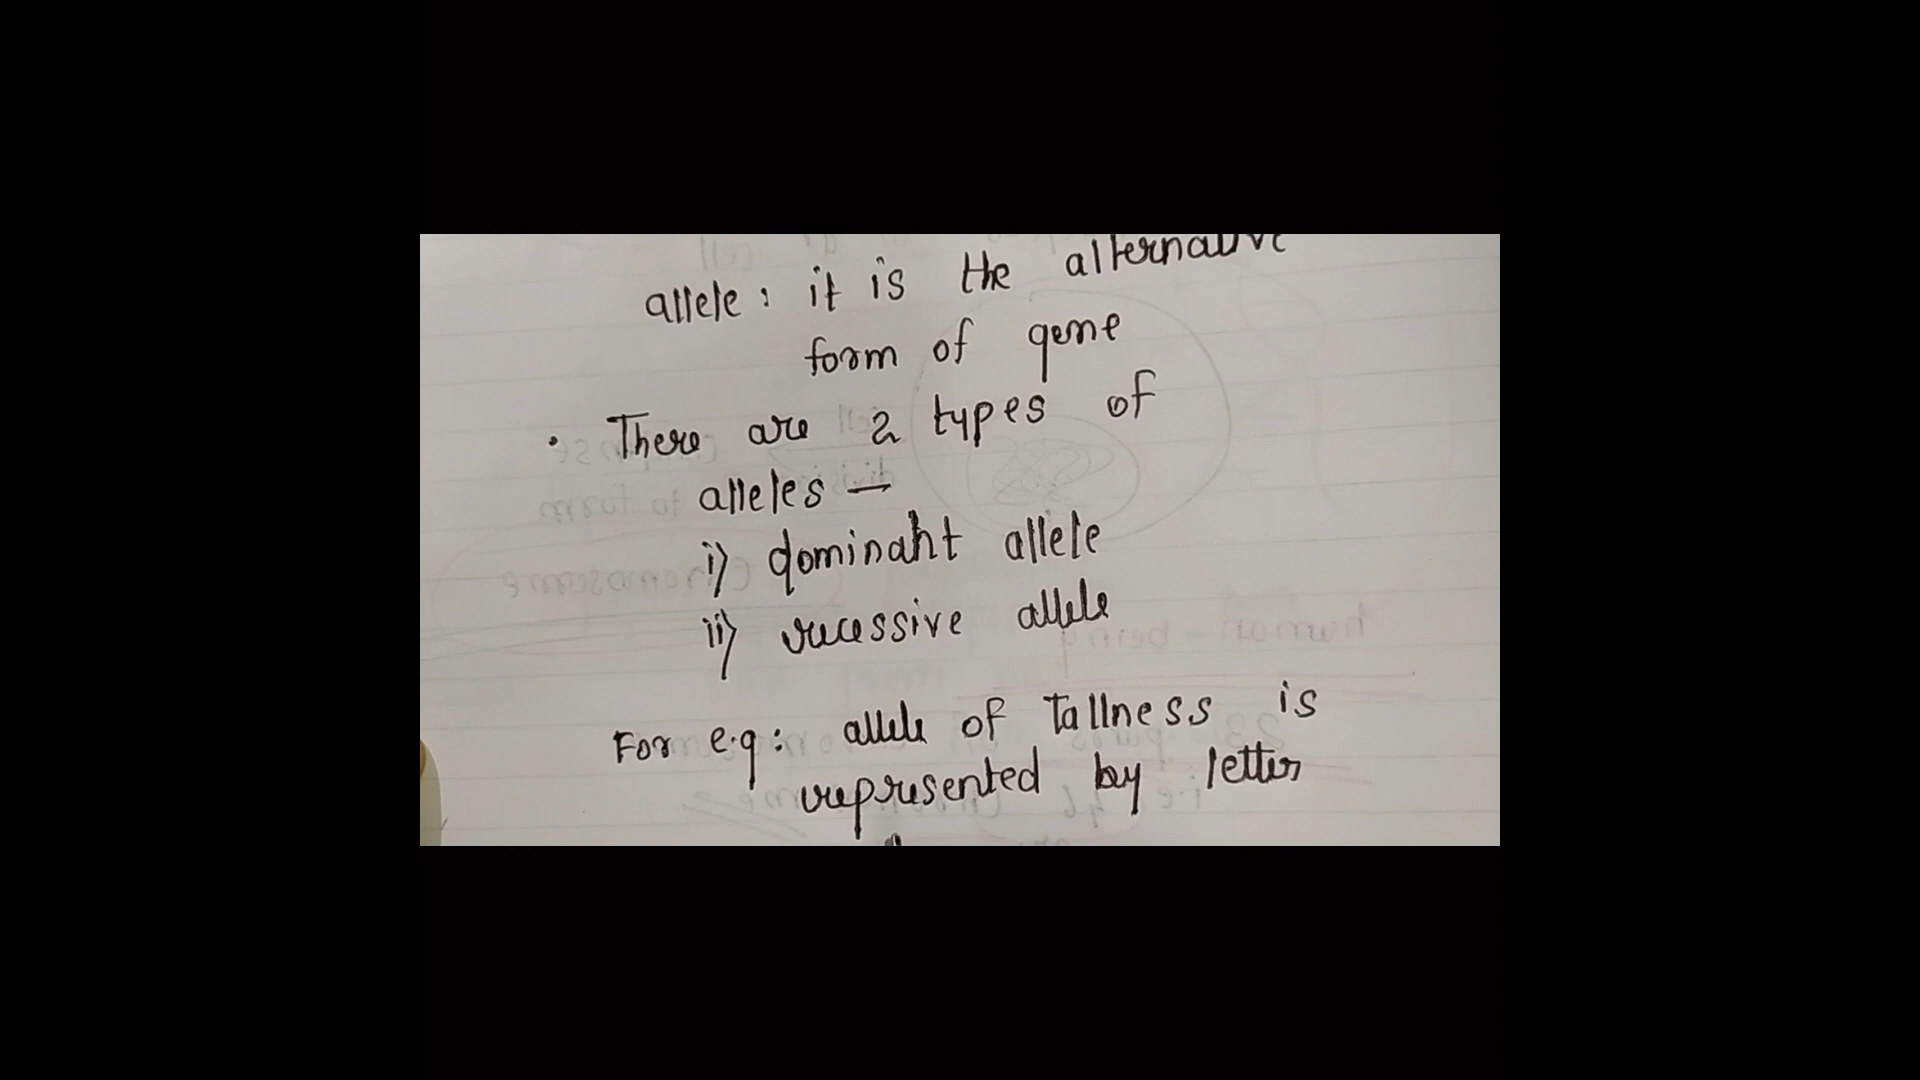 allele : it is the alternative
form of gene
• There are 2 types of
alleles —
i) dominant allele
ii) recessive allele
For e.g: allele of Tallness is
represented by letter